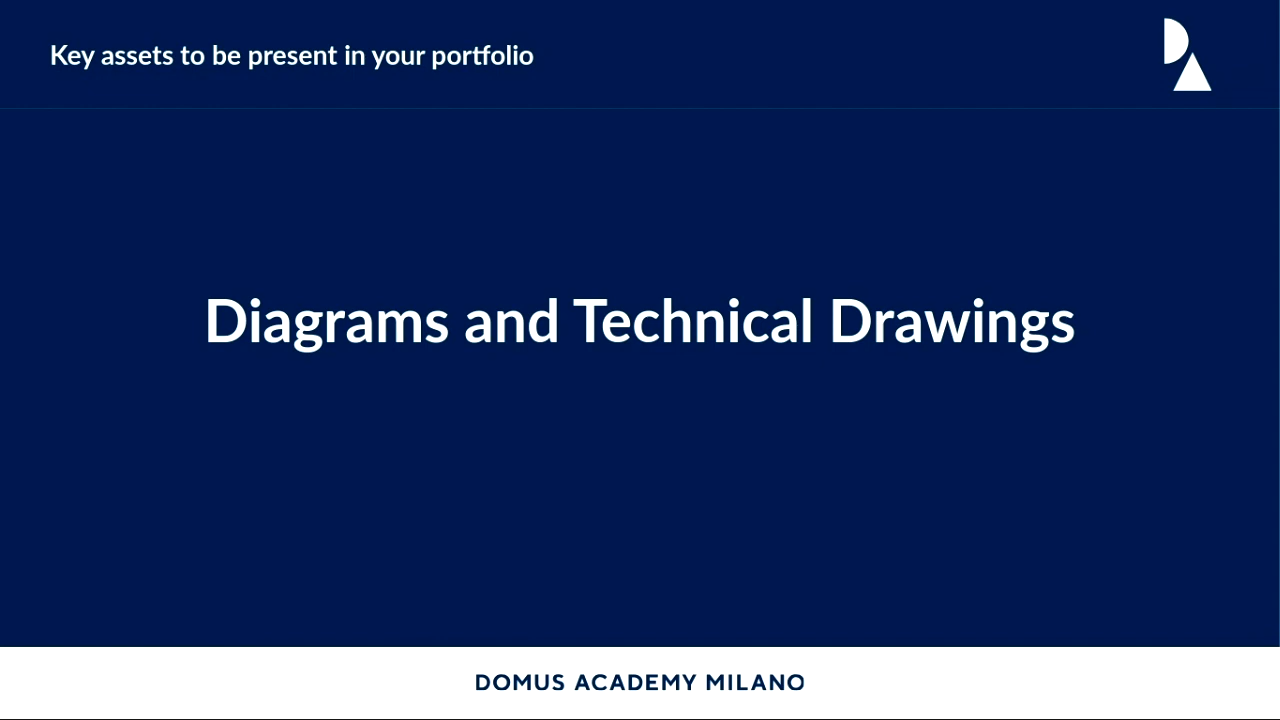 Key assets to be present in your portfolio
Diagrams and Technical Drawings
DOMUS ACADEMY MILANO